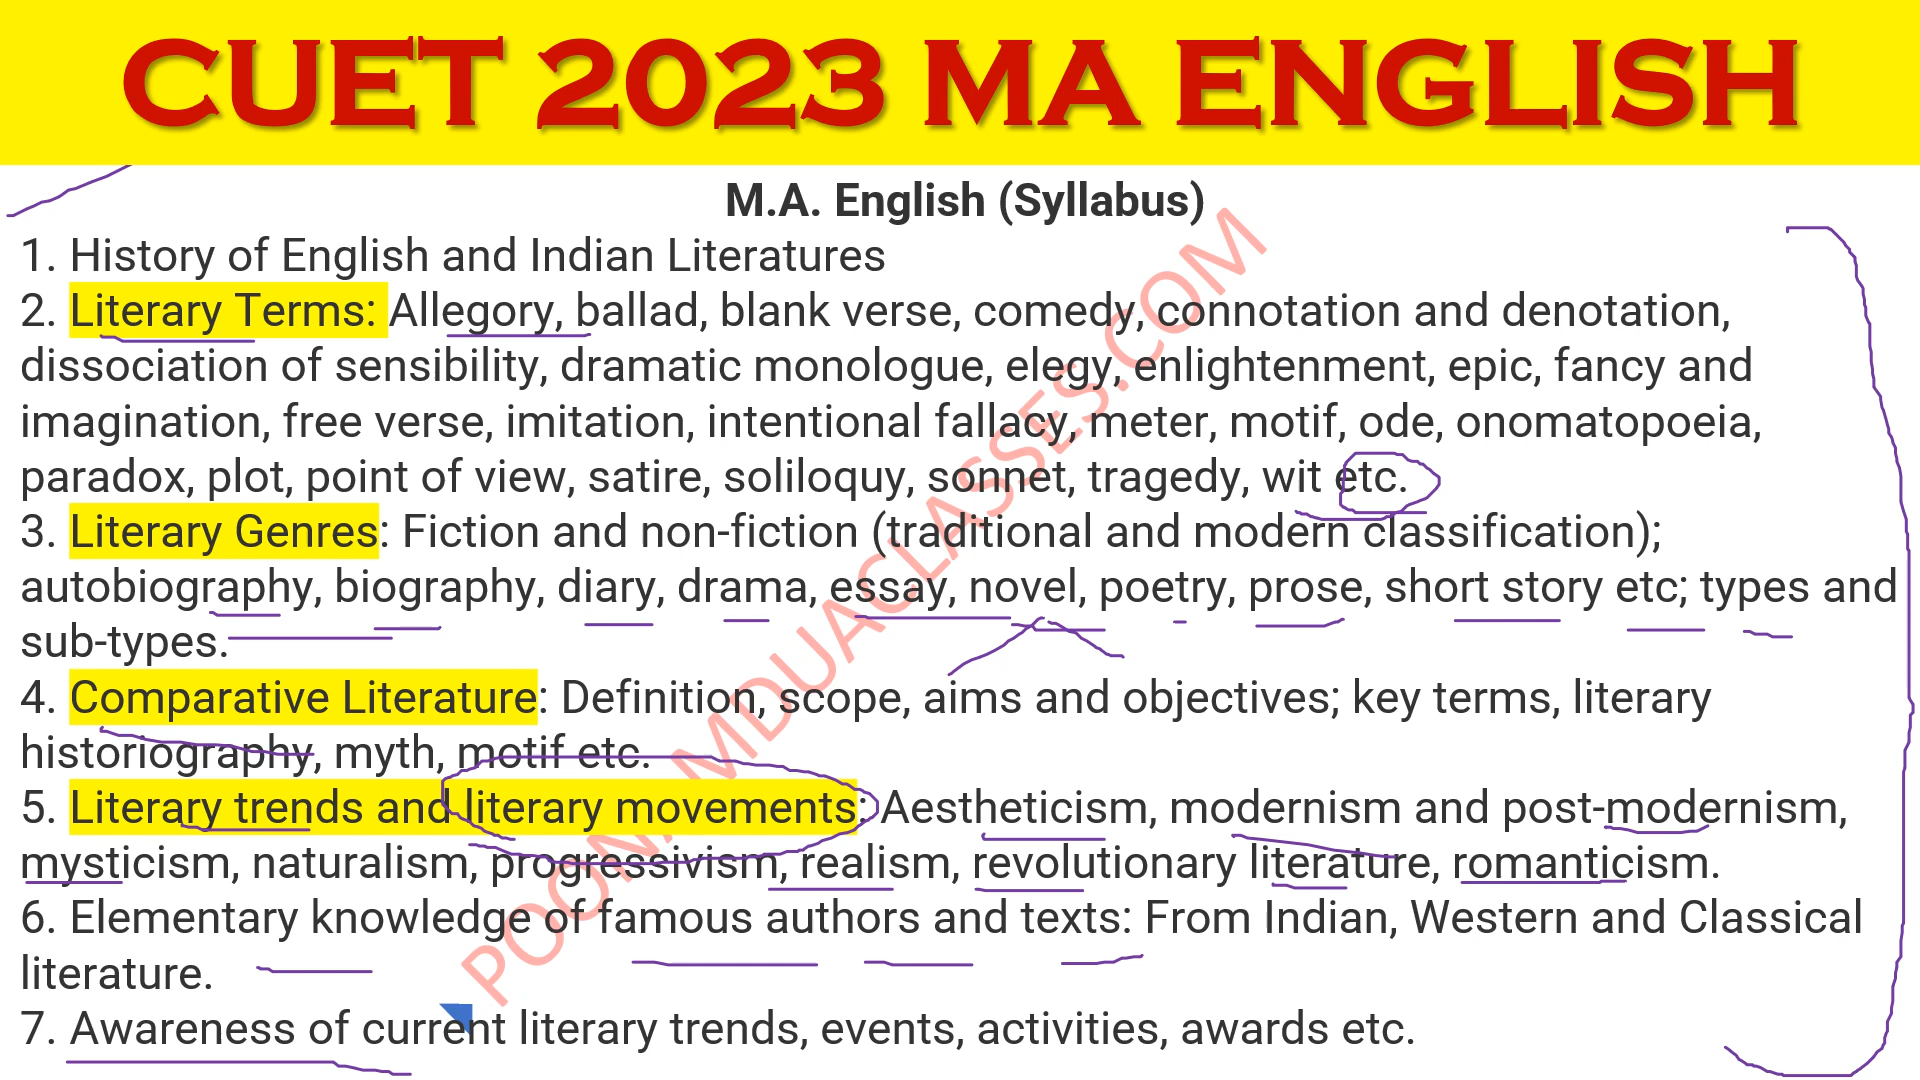 CUET 2023 MA ENGLISH
M.A. English (Syllabus)
1. History of English and Indian Literatures
2. Literary Terms: Allegory, ballad, blank verse, comedy, connotation and denotation,
dissociation of sensibility, dramatic monologue, elegy, enlightenment, epic, fancy and
imagination, free verse, imitation, intentional fallacy, meter, motif, ode, onomatopoeia,
paradox, plot, point of view, satire, soliloquy, sonnet, tragedy, wit etc.
3. Literary Genres: Fiction and non-fiction (traditional and modern classification);
autobiography, biography, diary, drama, essay, novel, poetry, prose, short story etc; types and
sub-types.
4. Comparative Literature: Definition, scope, aims and objectives; key terms, literary
historiography, myth, motif etc.
5. Literary trends and literary movements: Aestheticism, modernism and post-modernism,
mysticism, naturalism, progressivism, realism, revolutionary literature, romanticism.
6. Elementary knowledge of famous authors and texts: From Indian, Western and Classical
literature.
7. Awareness of current literary trends, events, activities, awards etc.